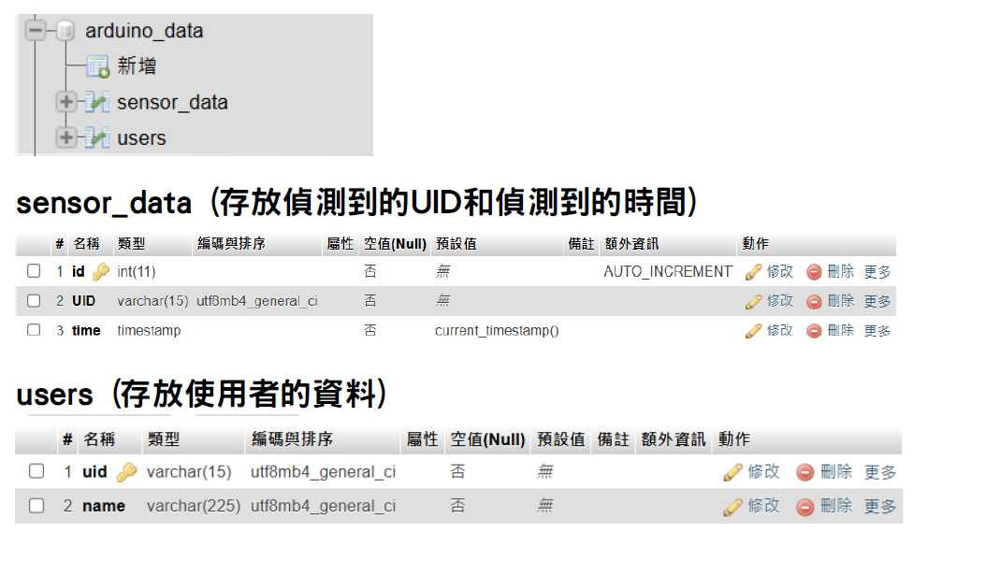 arduino_data
新增
sensor_data
users
sensor_data (存放偵測到的UID和偵測到的時間)
# 名稱 類型 編碼與排序 屬性 空值(Null) 預設值 備註 額外資訊 動作
1 id int(11) 否 無 AUTO_INCREMENT 修改 刪除 更多
2 UID varchar(15) utf8mb4_general_ci 否 無 修改 刪除 更多
3 time timestamp 否 current_timestamp() 修改 刪除 更多
users (存放使用者的資料)
# 名稱 類型 編碼與排序 屬性 空值(Null) 預設值 備註 額外資訊 動作
1 uid varchar(15) utf8mb4_general_ci 否 無 修改 刪除 更多
2 name varchar(225) utf8mb4_general_ci 否 無 修改 刪除 更多